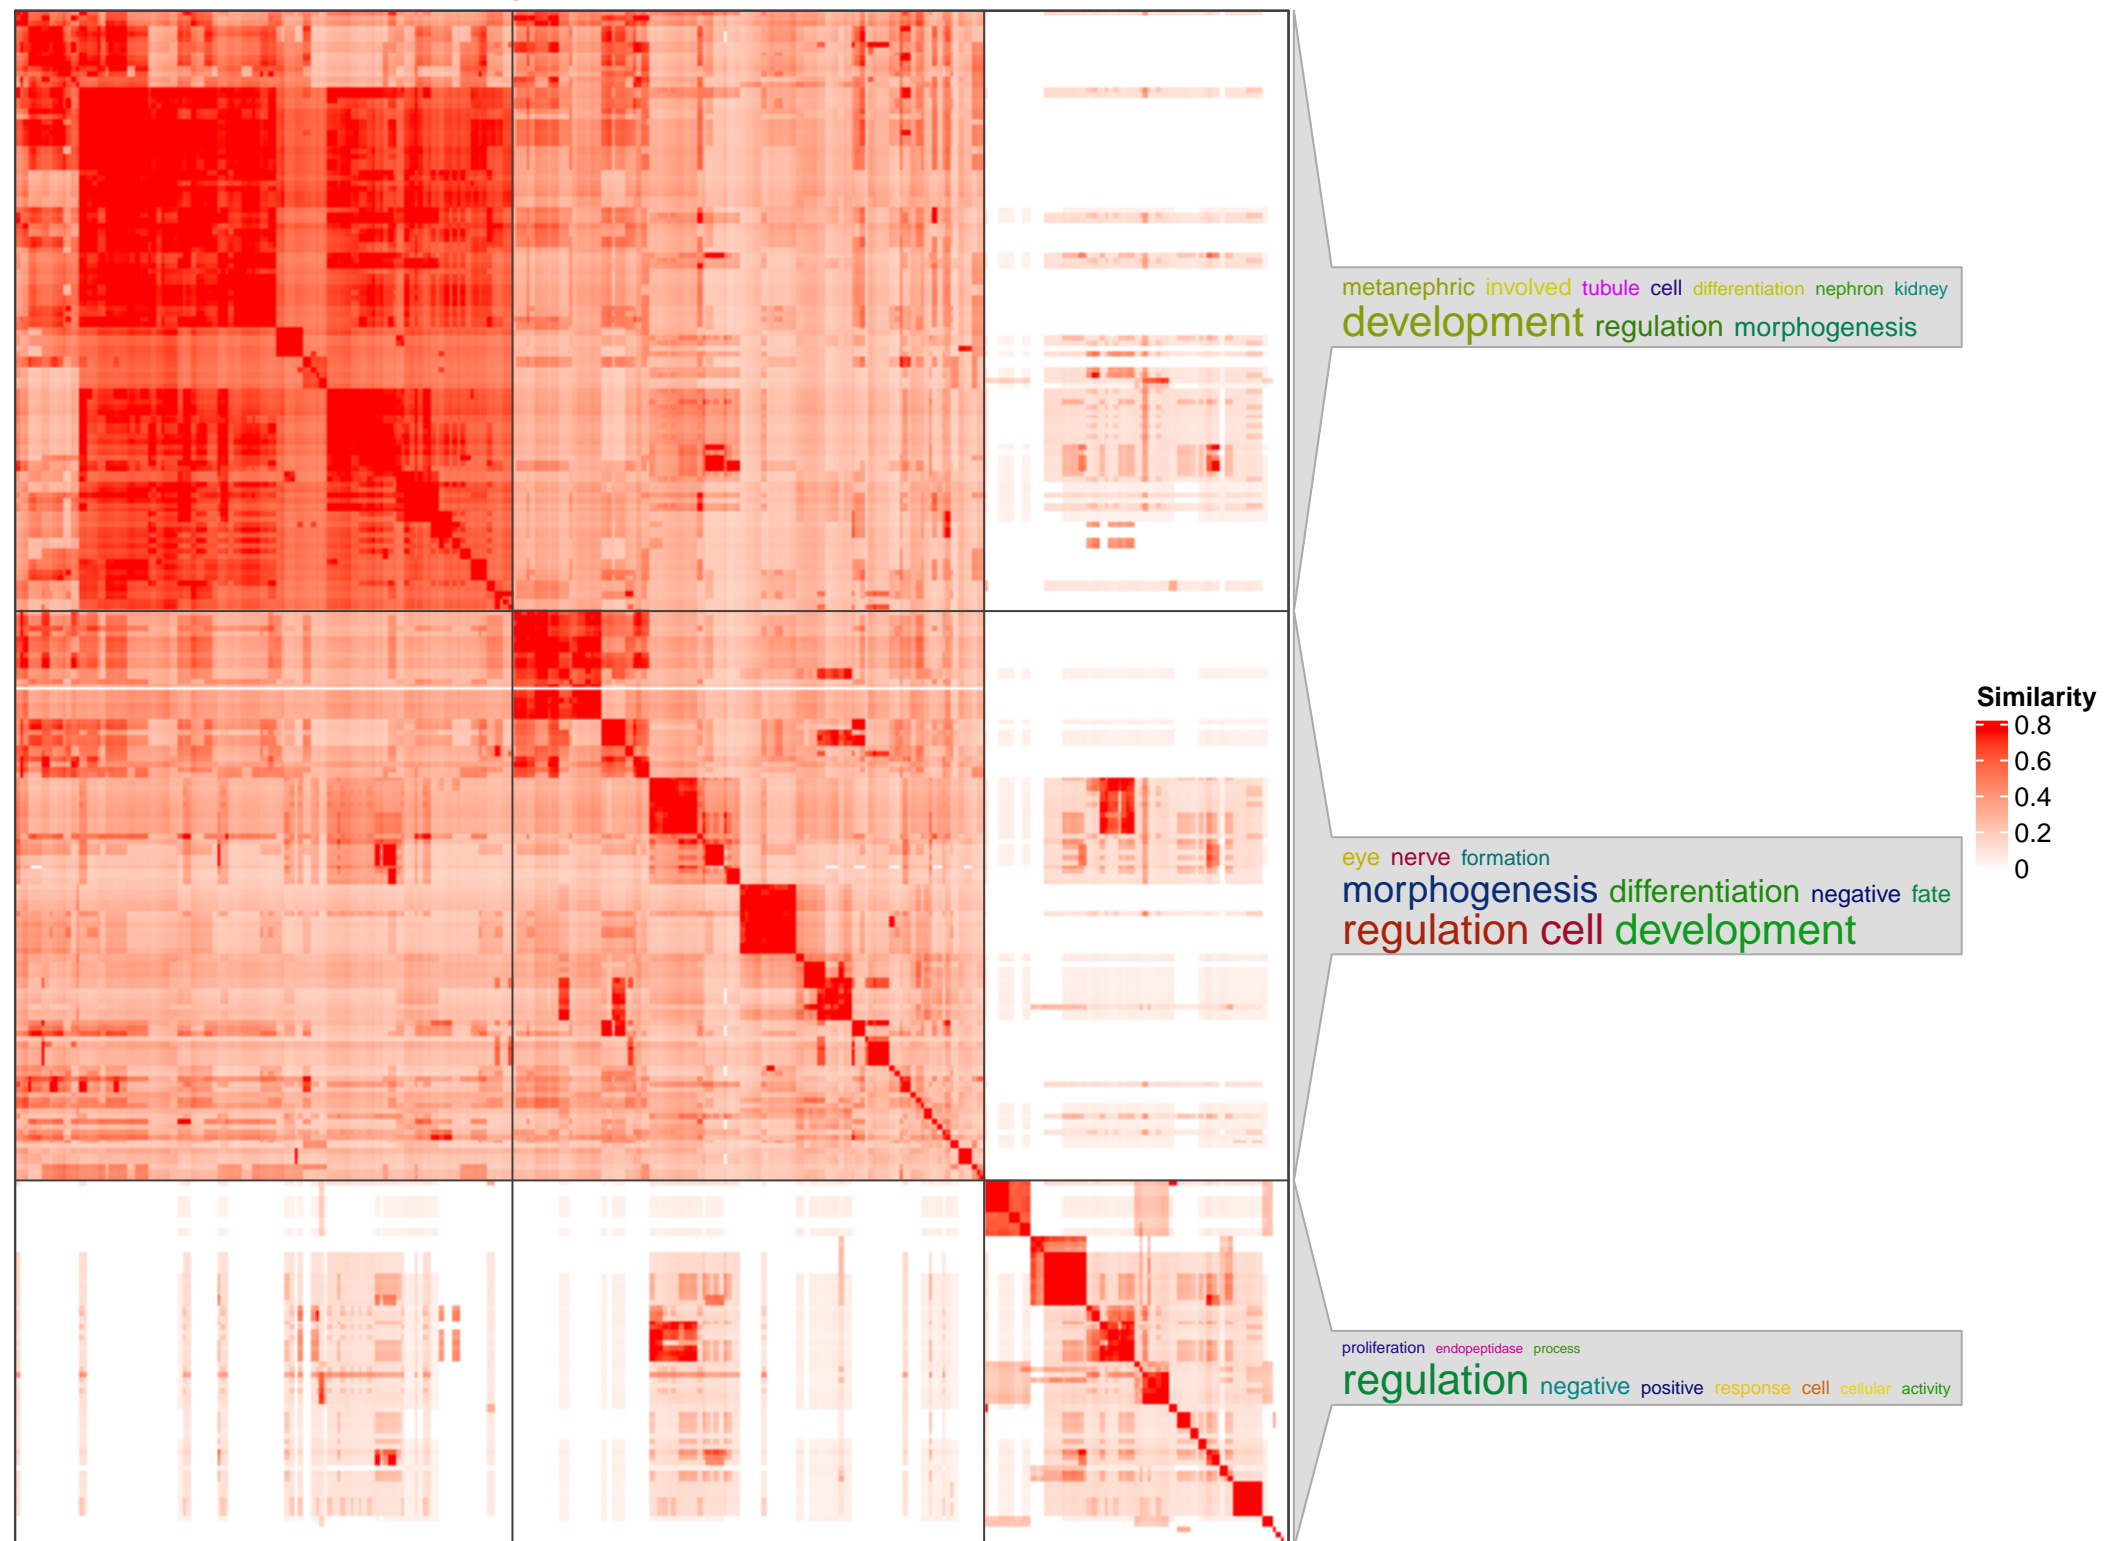 metanephric involved tubule cell differentiation nephron kidney
development regulation morphogenesis
eye nerve formation
morphogenesis differentiation negative fate
regulation cell development
Similarity
0.8
0.6
0.4
0.2
0
proliferation endopeptidase process
regulation negative positive response cell cellular activity